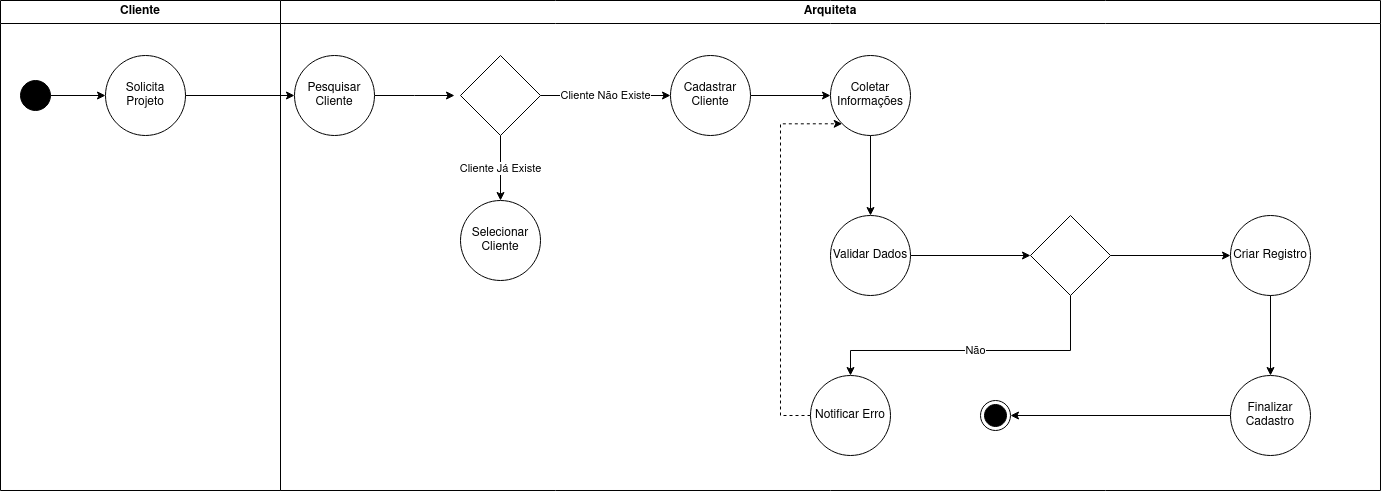 Cliente
Arquiteta
Solicita
Projeto
Pesquisar
Cliente
Cliente Não Existe
Cadastrar
Cliente
Coletar
Informações
Cliente Já Existe
Selecionar
Cliente
Validar Dados
Criar Registro
Não
Notificar Erro
Finalizar
Cadastro